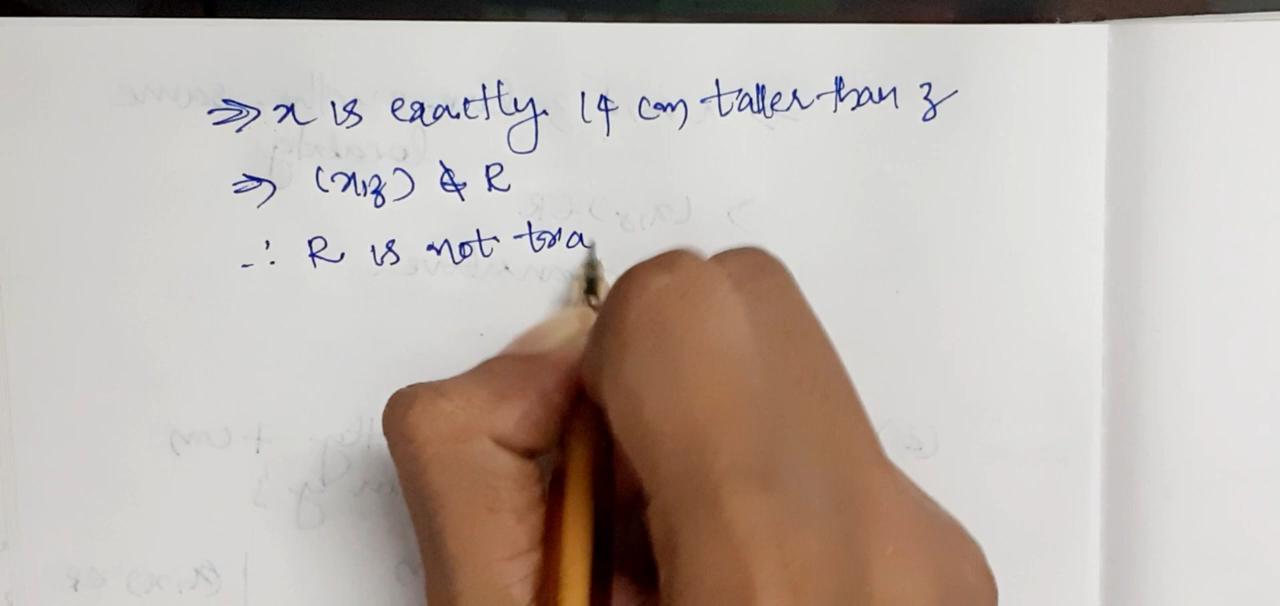 ⇒ x is exactly 14 cm taller than z
⇒ (x,z) ∉ R
∴ R is not tra